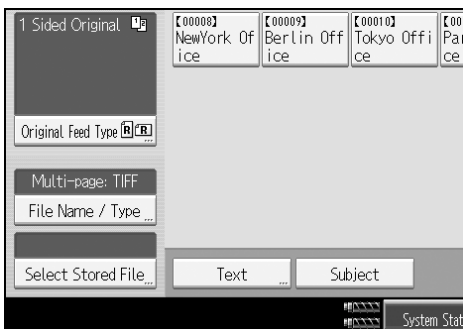 1 Sided Original
Original Feed Type
Multi-page: TIFF
File Name / Type
Select Stored File
【00008】
NewYork Of
ice
【00009】
Berlin Off
ice
【00010】
Tokyo Offi
ce
【00
Pa
ce
Text
Subject
System Stat